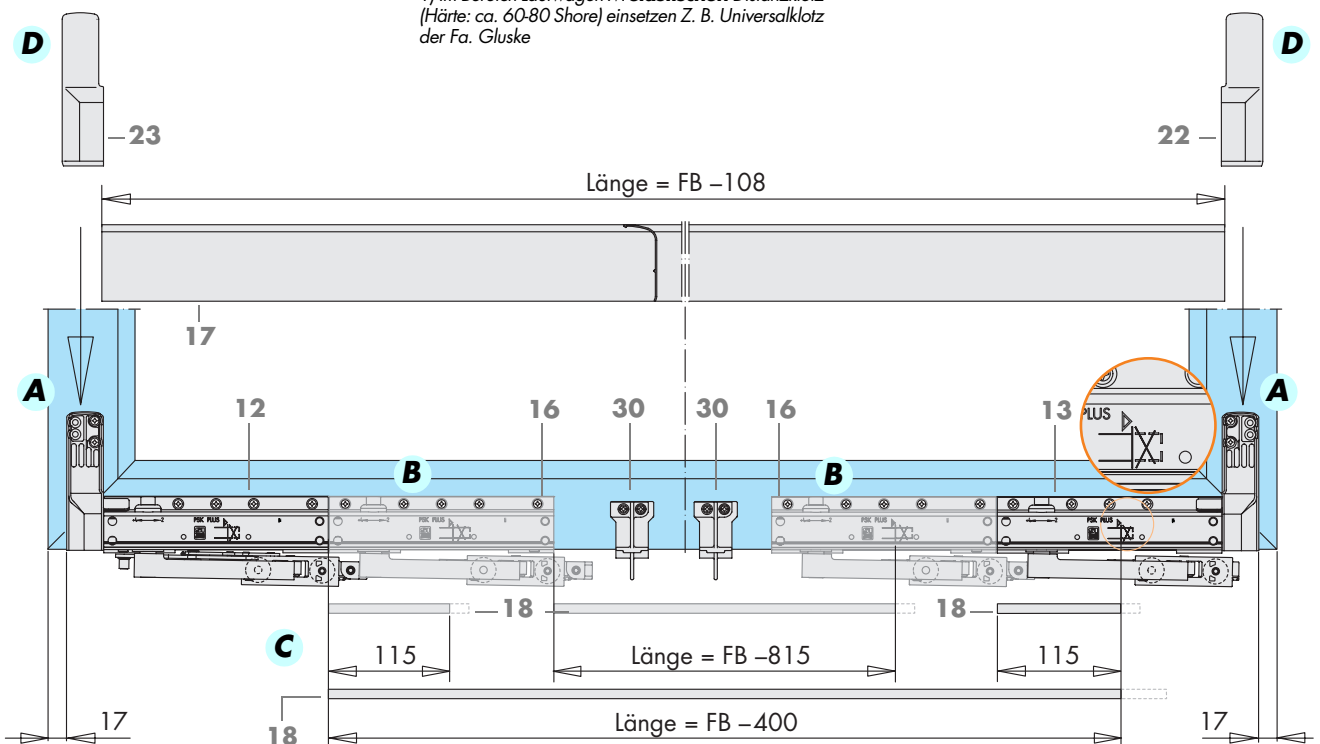 (Härte: ca. 60-80 Shore) einsetzen Z. B. Universalklotz
der Fa. Gluske
D
D
23
22
Länge = FB –108
17
A
A
12
16
30
30
16
13
PLUS
B
B
PSK PLUS
PSK PLUS
PSK PLUS
PSK PLUS
18
18
C
115
Länge = FB –815
115
17
18
Länge = FB –400
17